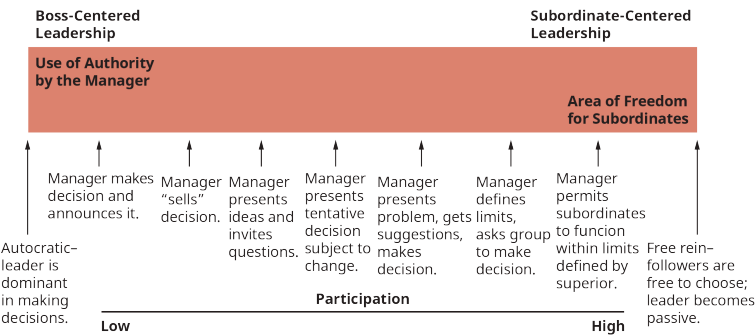 Boss-Centered
Leadership
Subordinate-Centered
Leadership
Use of Authority
by the Manager
Area of Freedom
for Subordinates
Autocratic–
leader is
dominant
in making
decisions.
Manager makes
decision and
announces it.
Manager
“sells”
decision.
Manager
presents
ideas and
invites
questions.
Manager
presents
tentative
decision
subject to
change.
Manager
presents
problem, gets
suggestions,
makes
decision.
Manager
defines
limits,
asks group
to make
decision.
Manager
permits
subordinates
to funcion
within limits
defined by
superior.
Free rein–
followers are
free to choose;
leader becomes
passive.
Participation
Low
High